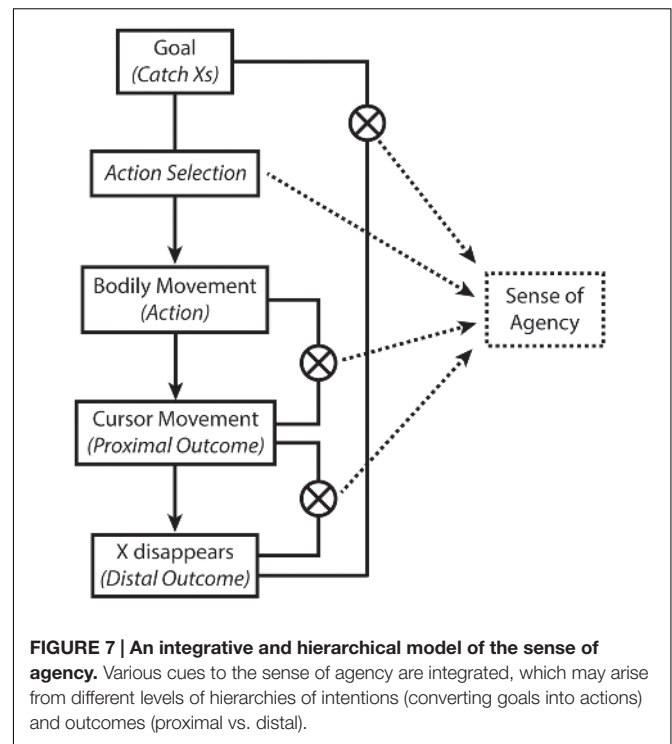 Goal
(Catch Xs)
Action Selection
Bodily Movement
(Action)
Sense of
Agency
Cursor Movement
(Proximal Outcome)
X disappears
(Distal Outcome)
FIGURE 7 | An integrative and hierarchical model of the sense of
agency. Various cues to the sense of agency are integrated, which may arise
from different levels of hierarchies of intentions (converting goals into actions)
and outcomes (proximal vs. distal).